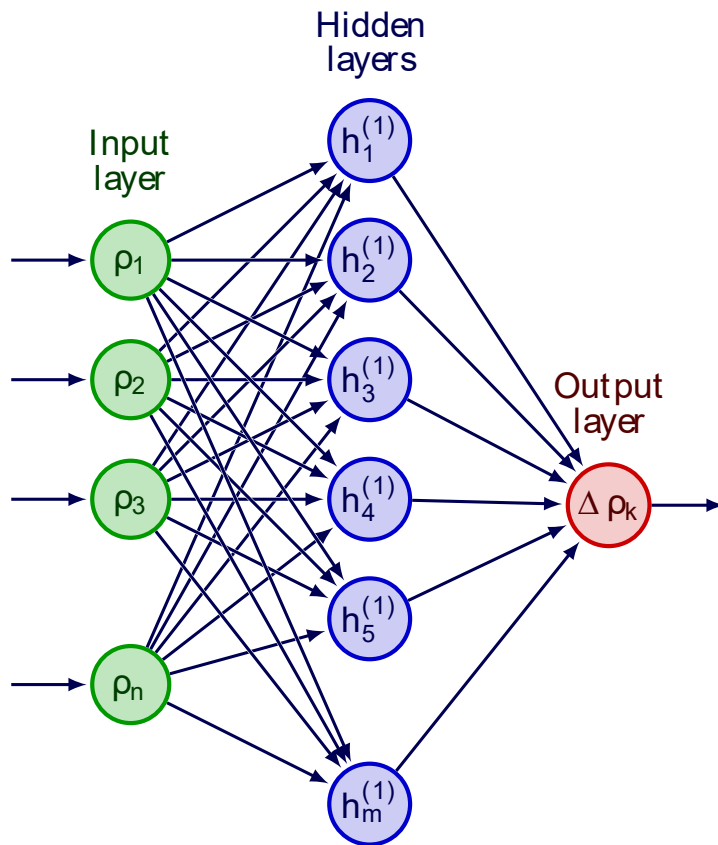 Hidden
layers
Input
layer
Output
layer
ρ₁
ρ₂
ρ₃
ρₙ
h₁⁽¹⁾
h₂⁽¹⁾
h₃⁽¹⁾
h₄⁽¹⁾
h₅⁽¹⁾
hₘ⁽¹⁾
Δ ρₖ